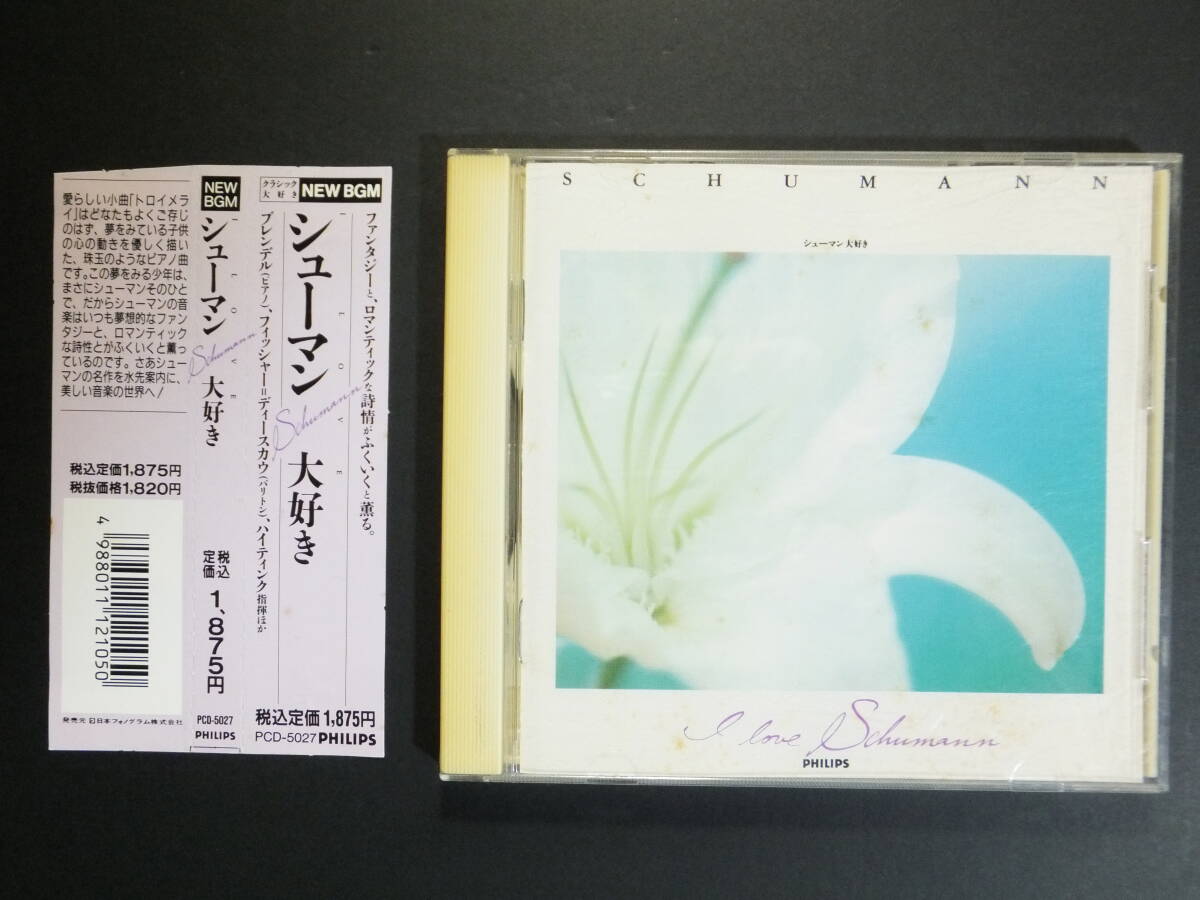 愛らしい小曲「トロイメラ
イ」はどなたもよくご存じ
のはず、夢をみている子供
の心の動きを優しく描い
た、珠玉のようなピアノ曲
です。この夢をみる少年は、
まさにシューマンそのひと
で、だからシューマンの音
楽はいつも夢想的なファン
タジーと、ロマンティック
な詩性とがふくいくと薫っ
ているのです。さあシュー
マンの名作を水先案内に、
美しい音楽の世界へ!
税込定価1,875円
税抜価格1,820円
4988011121050
発売元 日本フォノグラム株式会社
NEW
BGM
I LOVE
シューマン 大好き
Schumann
税込
定価 1,875円
PCD-5027
PHILIPS
クラシック
大好き
NEW BGM
ファンタジーと、ロマンティックな詩情がふくいくと薫る。
I LOVE
シューマン 大好き
Schumann
ブレンデル(ピアノ)、フィッシャー=ディースカウ(バリトン)、ハイティンク指揮ほか
税込定価1,875円
PCD-5027 PHILIPS
SCHUMANN
シューマン大好き
I love Schumann
PHILIPS